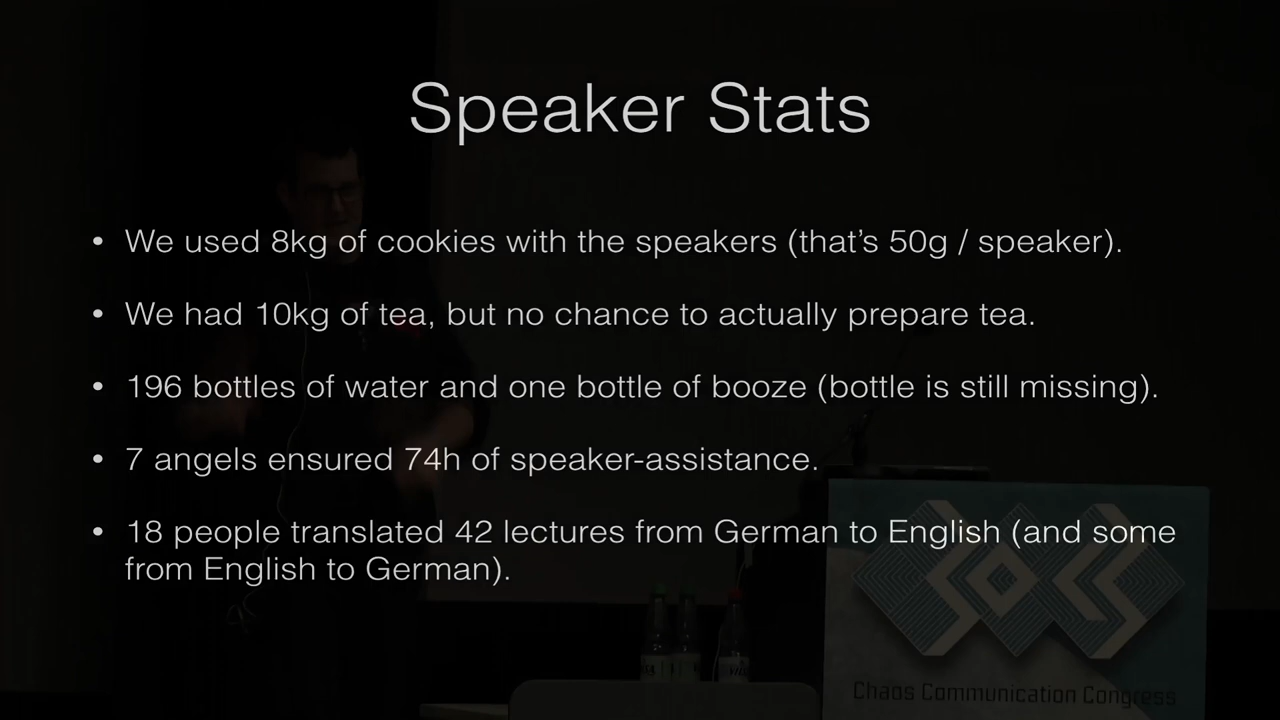 Speaker Stats
• We used 8kg of cookies with the speakers (that's 50g / speaker).
• We had 10kg of tea, but no chance to actually prepare tea.
• 196 bottles of water and one bottle of booze (bottle is still missing).
• 7 angels ensured 74h of speaker-assistance.
• 18 people translated 42 lectures from German to English (and some
from English to German).
Chaos Communication Congress